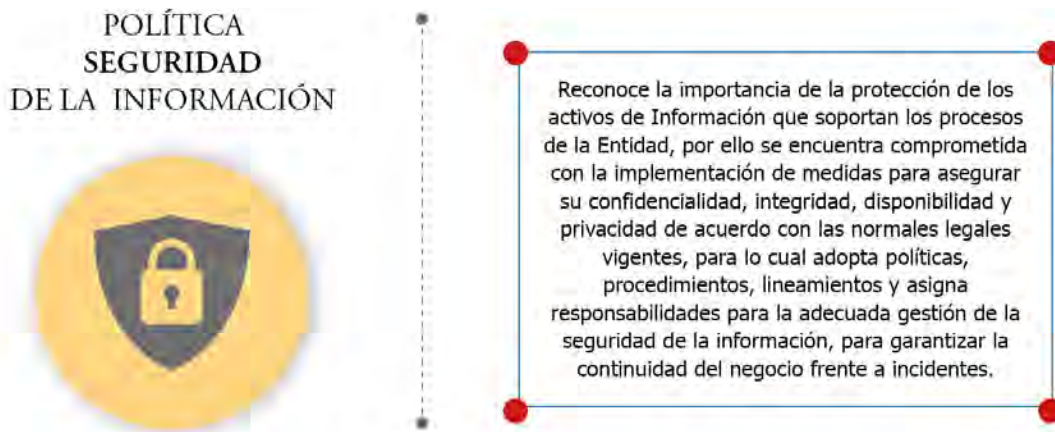 POLÍTICA
SEGURIDAD
DE LA INFORMACIÓN
Reconoce la importancia de la protección de los
activos de Información que soportan los procesos
de la Entidad, por ello se encuentra comprometida
con la implementación de medidas para asegurar
su confidencialidad, integridad, disponibilidad y
privacidad de acuerdo con las normales legales
vigentes, para lo cual adopta políticas,
procedimientos, lineamientos y asigna
responsabilidades para la adecuada gestión de la
seguridad de la información, para garantizar la
continuidad del negocio frente a incidentes.